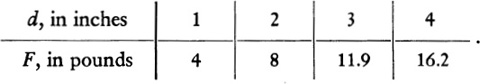 d, in inches 1 2 3 4
F, in pounds 4 8 11.9 16.2 .